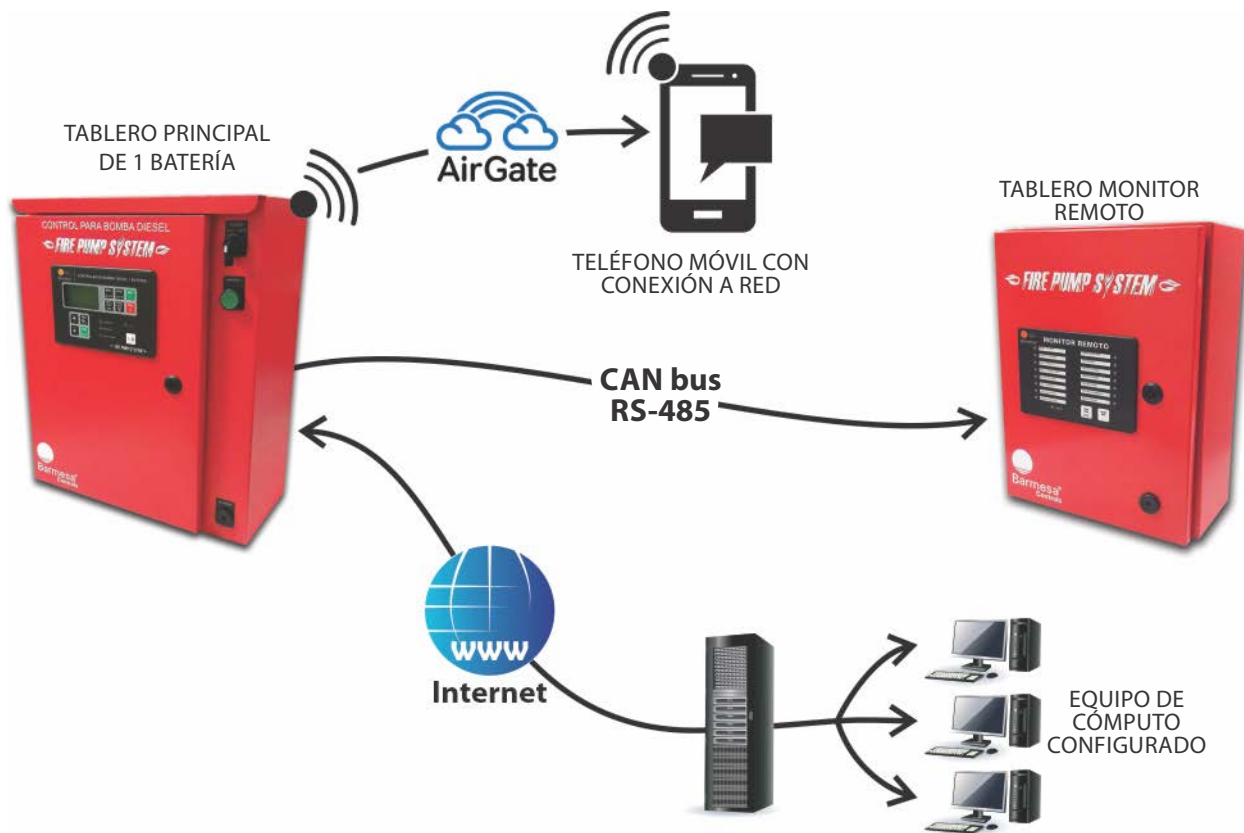 TABLERO PRINCIPAL
DE 1 BATERÍA
AirGate
TELÉFONO MÓVIL CON
CONEXIÓN A RED
TABLERO MONITOR
REMOTO
CONTROL PARA BOMBA DIESEL
FIRE PUMP SYSTEM
Barmesa
Controls
CAN bus
RS-485
FIRE PUMP SYSTEM
MONITOR REMOTO
Barmesa
Controls
www
Internet
EQUIPO DE
CÓMPUTO
CONFIGURADO